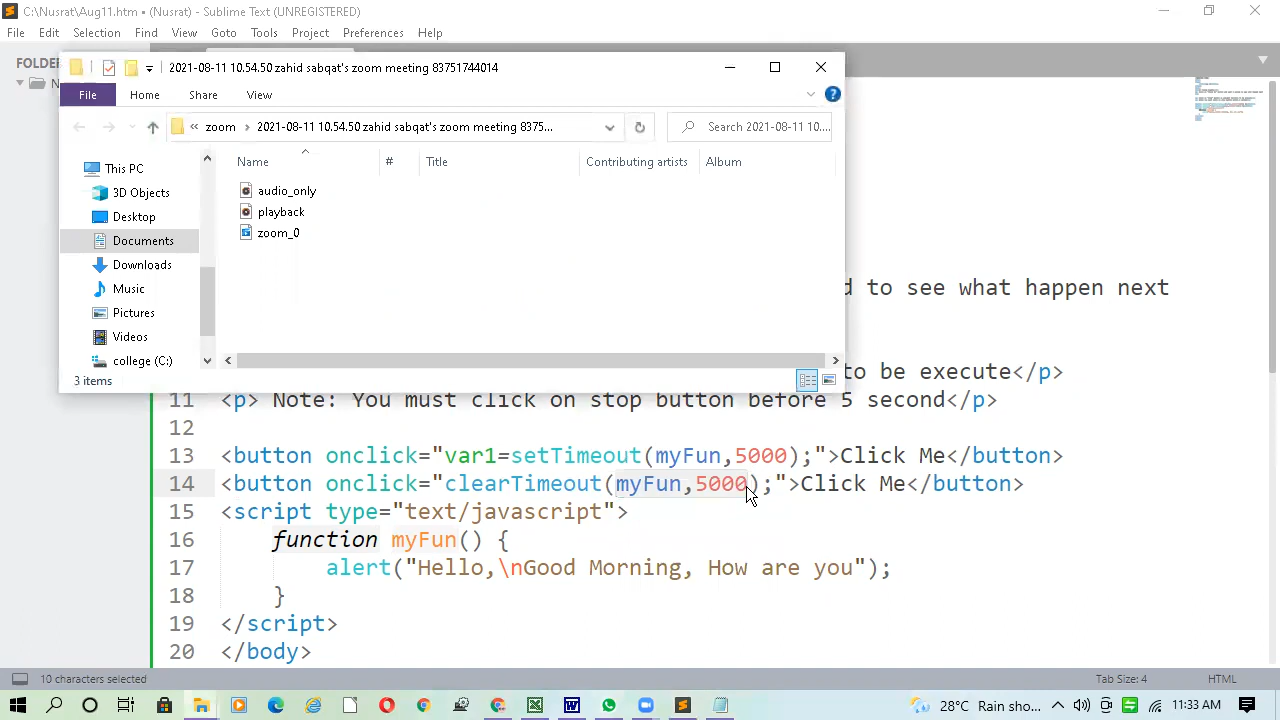 C:\Nusrat\Aug11.htm • (Nusrat) - Sublime Text (UNREGISTERED)
File Edit Selection Find View Goto Tools Project Preferences Help
FOLDER
2021-08-11 10.54.50 zahid sabqat's zoom meeting 83751744014
File Home Share View
« zoom › 2021-08-11 10.54.50 zahid sabqat's zoom meeting 8375...
Search 2021-08-11 10....
This PC
3D Objects
Desktop
Documents
Downloads
Music
Pictures
Videos
college (C:)
Name # Title Contributing artists Album
audio_only
playback
zoom_0
3 items
d to see what happen next
to be execute</p>
11 <p> Note: You must click on stop button before 5 second</p>
12
13 <button onclick="var1=setTimeout(myFun,5000);">Click Me</button>
14 <button onclick="clearTimeout(myFun,5000);">Click Me</button>
15 <script type="text/javascript">
16 function myFun() {
17 alert("Hello,\nGood Morning, How are you");
18 }
19 </script>
20 </body>
10 characters selected Tab Size: 4 HTML
28°C Rain sho... 11:33 AM